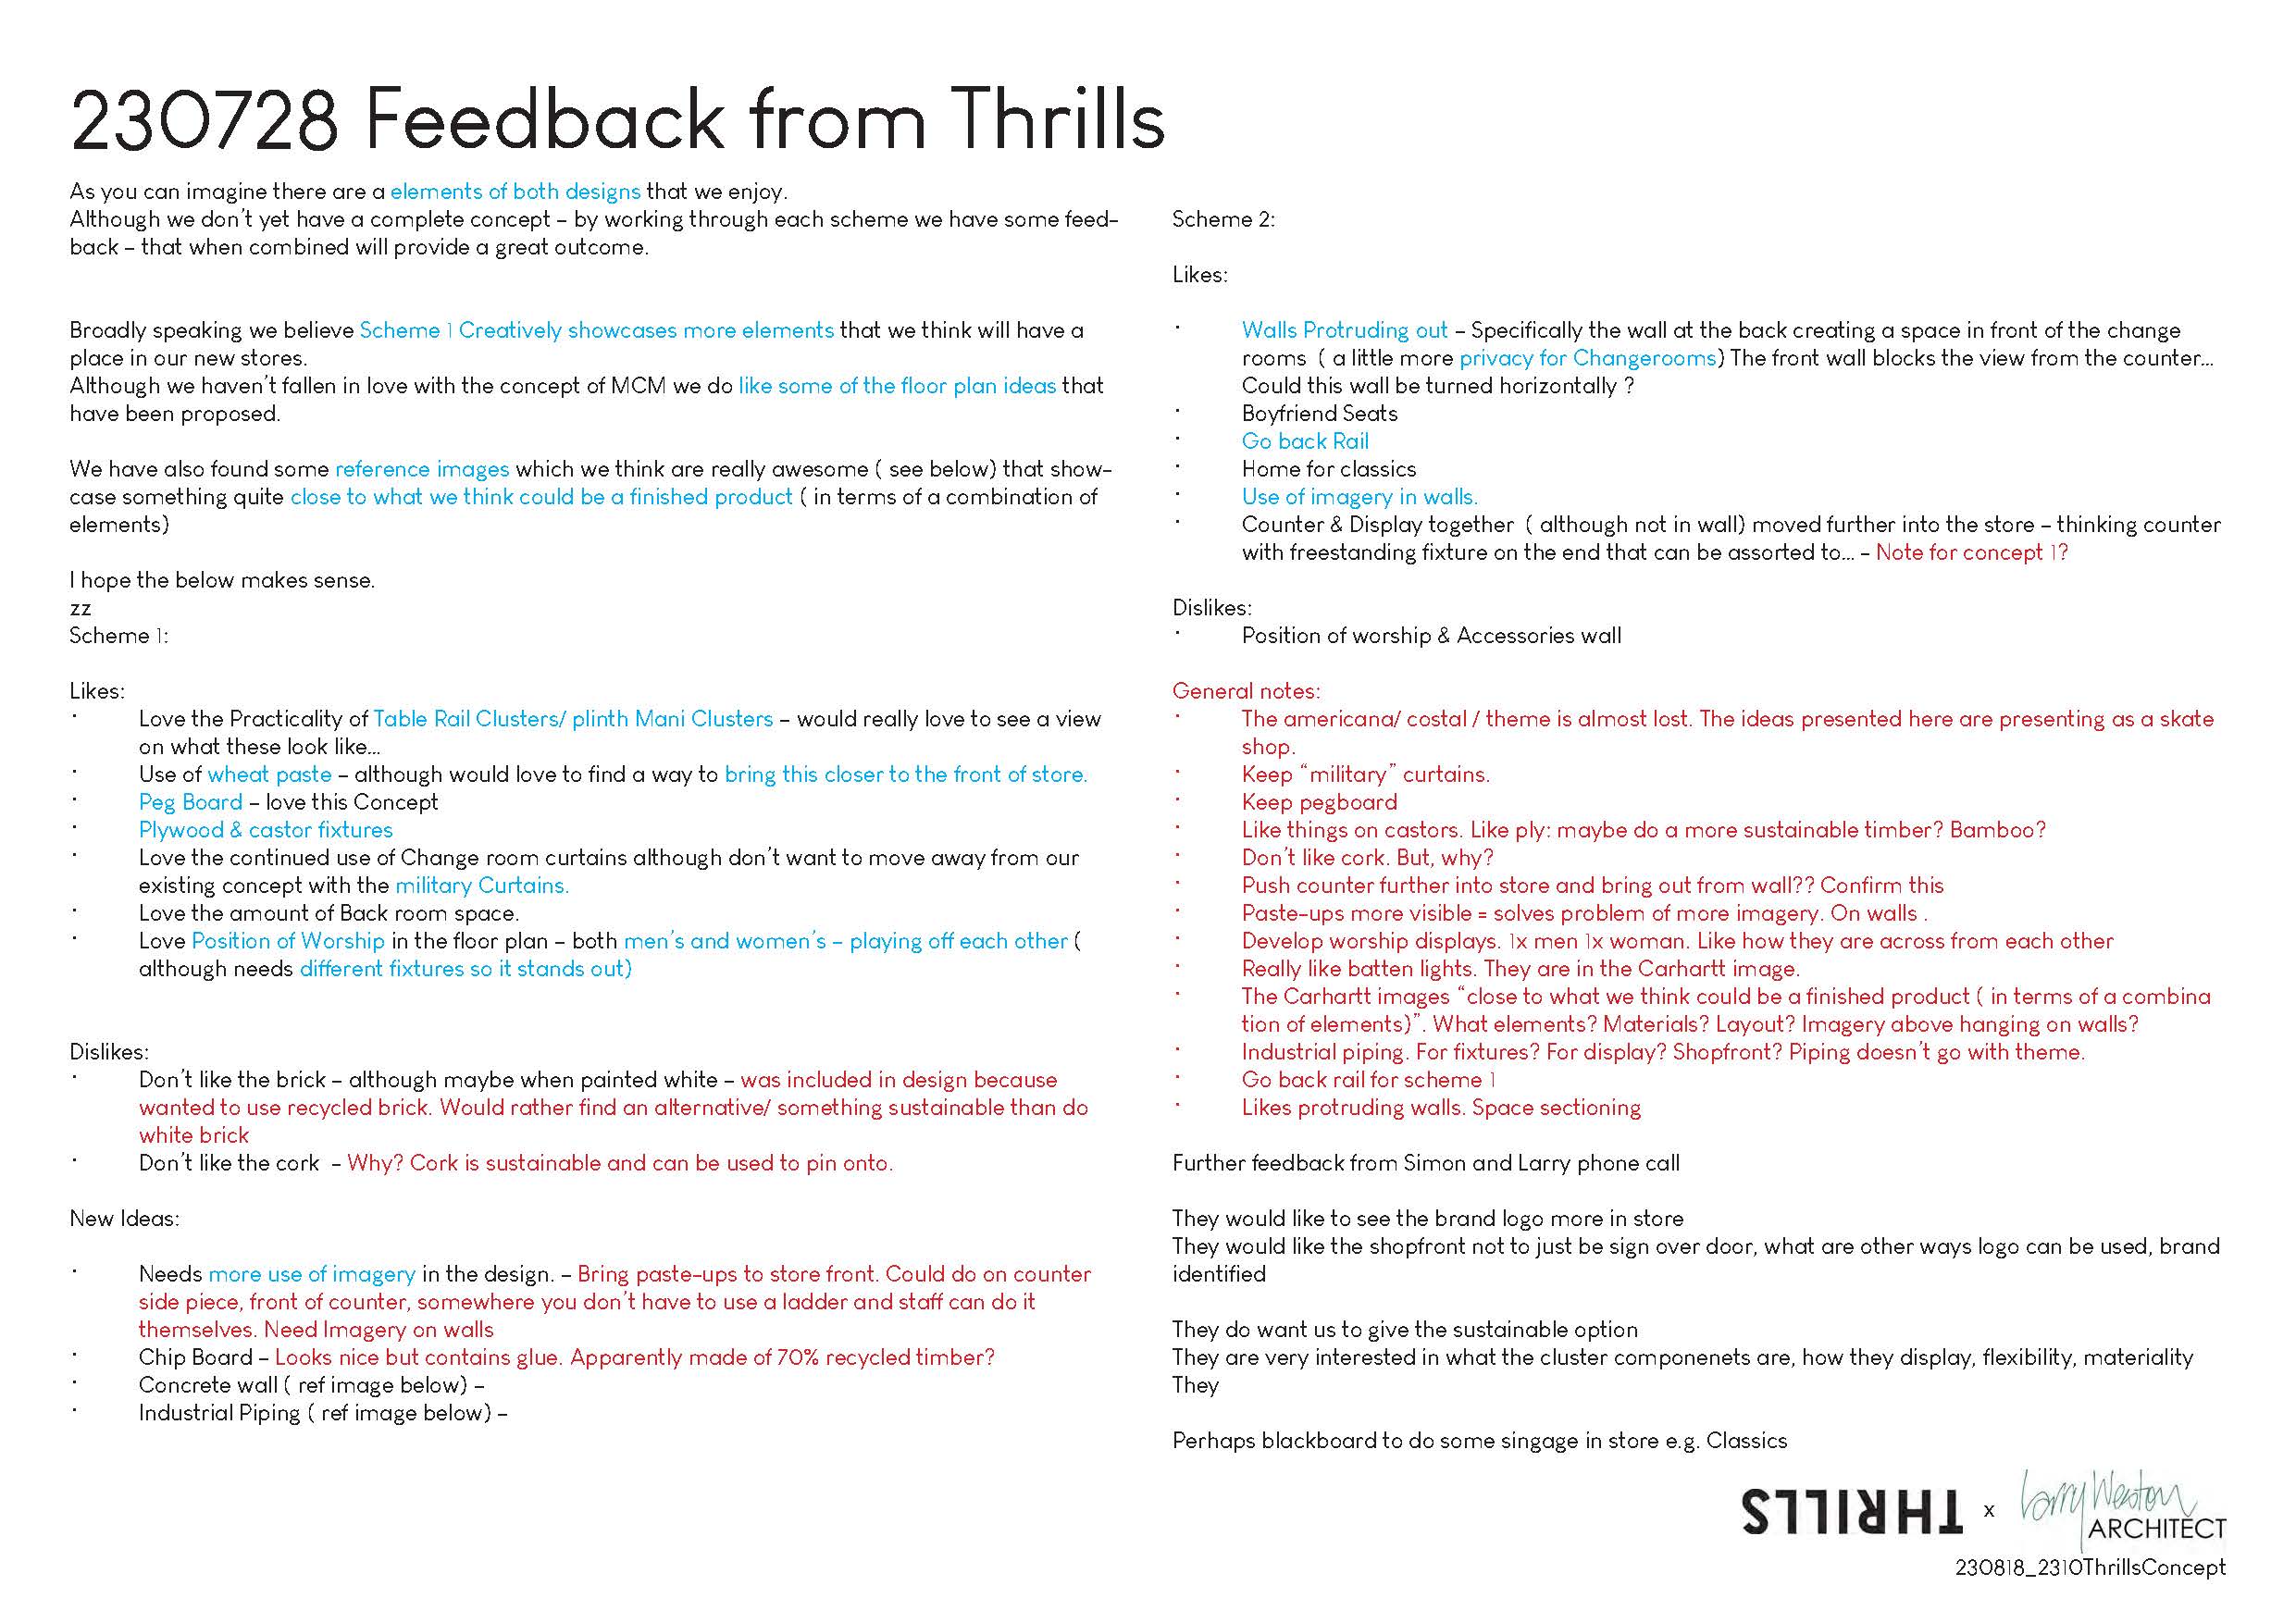 230728 Feedback from Thrills
As you can imagine there are a elements of both designs that we enjoy.
Although we don't yet have a complete concept – by working through each scheme we have some feed-
back – that when combined will provide a great outcome.
Broadly speaking we believe Scheme 1 Creatively showcases more elements that we think will have a
place in our new stores.
Although we haven't fallen in love with the concept of MCM we do like some of the floor plan ideas that
have been proposed.
We have also found some reference images which we think are really awesome ( see below) that show-
case something quite close to what we think could be a finished product ( in terms of a combination of
elements)
I hope the below makes sense.
zz
Scheme 1:
Likes:
· Love the Practicality of Table Rail Clusters/ plinth Mani Clusters – would really love to see a view
on what these look like...
· Use of wheat paste – although would love to find a way to bring this closer to the front of store.
· Peg Board – love this Concept
· Plywood & castor fixtures
· Love the continued use of Change room curtains although don't want to move away from our
existing concept with the military Curtains.
· Love the amount of Back room space.
· Love Position of Worship in the floor plan – both men's and women's – playing off each other (
although needs different fixtures so it stands out)
Dislikes:
· Don't like the brick – although maybe when painted white – was included in design because
wanted to use recycled brick. Would rather find an alternative/ something sustainable than do
white brick
· Don't like the cork – Why? Cork is sustainable and can be used to pin onto.
New Ideas:
· Needs more use of imagery in the design. – Bring paste-ups to store front. Could do on counter
side piece, front of counter, somewhere you don't have to use a ladder and staff can do it
themselves. Need Imagery on walls
· Chip Board – Looks nice but contains glue. Apparently made of 70% recycled timber?
· Concrete wall ( ref image below) –
· Industrial Piping ( ref image below) –
Scheme 2:
Likes:
· Walls Protruding out – Specifically the wall at the back creating a space in front of the change
rooms ( a little more privacy for Changerooms) The front wall blocks the view from the counter...
Could this wall be turned horizontally ?
· Boyfriend Seats
· Go back Rail
· Home for classics
· Use of imagery in walls.
· Counter & Display together ( although not in wall) moved further into the store – thinking counter
with freestanding fixture on the end that can be assorted to... – Note for concept 1?
Dislikes:
· Position of worship & Accessories wall
General notes:
· The americana/ costal / theme is almost lost. The ideas presented here are presenting as a skate
shop.
· Keep “military” curtains.
· Keep pegboard
· Like things on castors. Like ply: maybe do a more sustainable timber? Bamboo?
· Don't like cork. But, why?
· Push counter further into store and bring out from wall?? Confirm this
· Paste-ups more visible = solves problem of more imagery. On walls .
· Develop worship displays. 1x men 1x woman. Like how they are across from each other
· Really like batten lights. They are in the Carhartt image.
· The Carhartt images “close to what we think could be a finished product ( in terms of a combina
tion of elements)”. What elements? Materials? Layout? Imagery above hanging on walls?
· Industrial piping. For fixtures? For display? Shopfront? Piping doesn't go with theme.
· Go back rail for scheme 1
· Likes protruding walls. Space sectioning
Further feedback from Simon and Larry phone call
They would like to see the brand logo more in store
They would like the shopfront not to just be sign over door, what are other ways logo can be used, brand
identified
They do want us to give the sustainable option
They are very interested in what the cluster componenets are, how they display, flexibility, materiality
They
Perhaps blackboard to do some singage in store e.g. Classics
THRILLS x Larry Weston
ARCHITECT
230818_2310ThrillsConcept